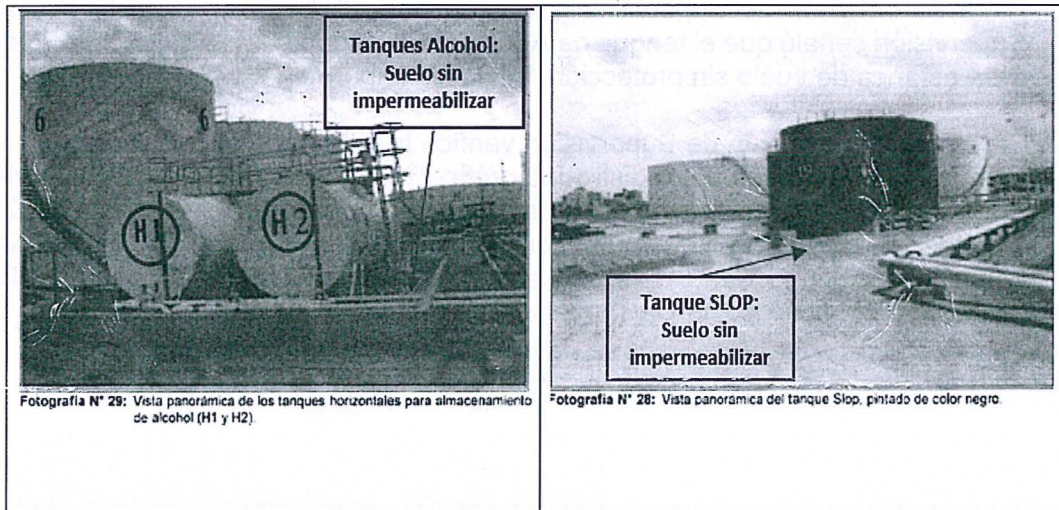 Tanques Alcohol:
Suelo sin
impermeabilizar
6
6
H1
H2
Fotografía N° 29: Vista panorámica de los tanques horizontales para almacenamiento
de alcohol (H1 y H2).
Tanque SLOP:
Suelo sin
impermeabilizar
Fotografía N° 28: Vista panorámica del tanque Slop, pintado de color negro.